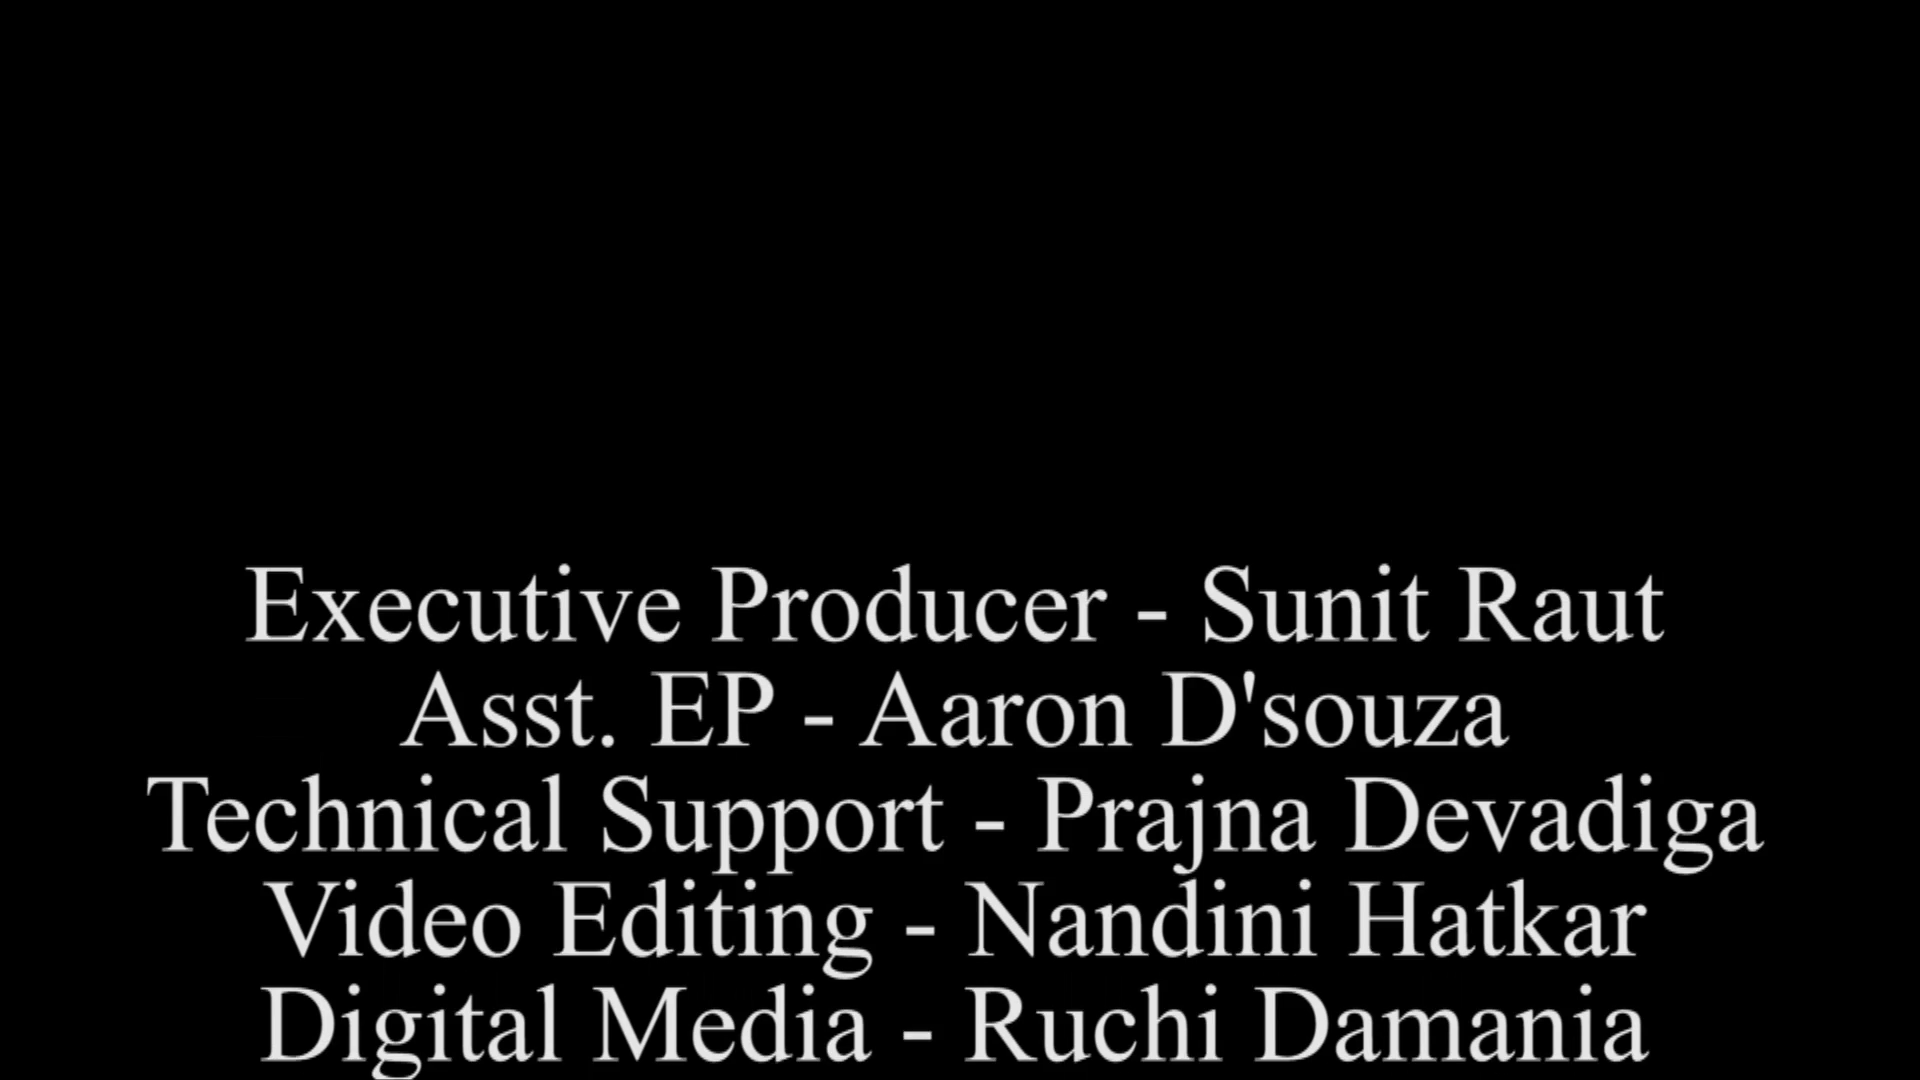 Executive Producer - Sunit Raut
Asst. EP - Aaron D'souza
Technical Support - Prajna Devadiga
Video Editing - Nandini Hatkar
Digital Media - Ruchi Damania